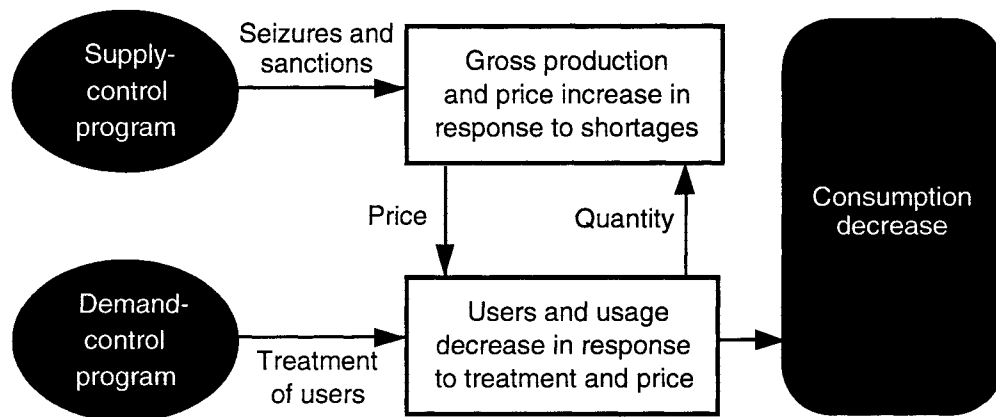 Supply-
control
program
Seizures and
sanctions
Gross production
and price increase in
response to shortages
Price
Quantity
Consumption
decrease
Demand-
control
program
Treatment
of users
Users and usage
decrease in response
to treatment and price